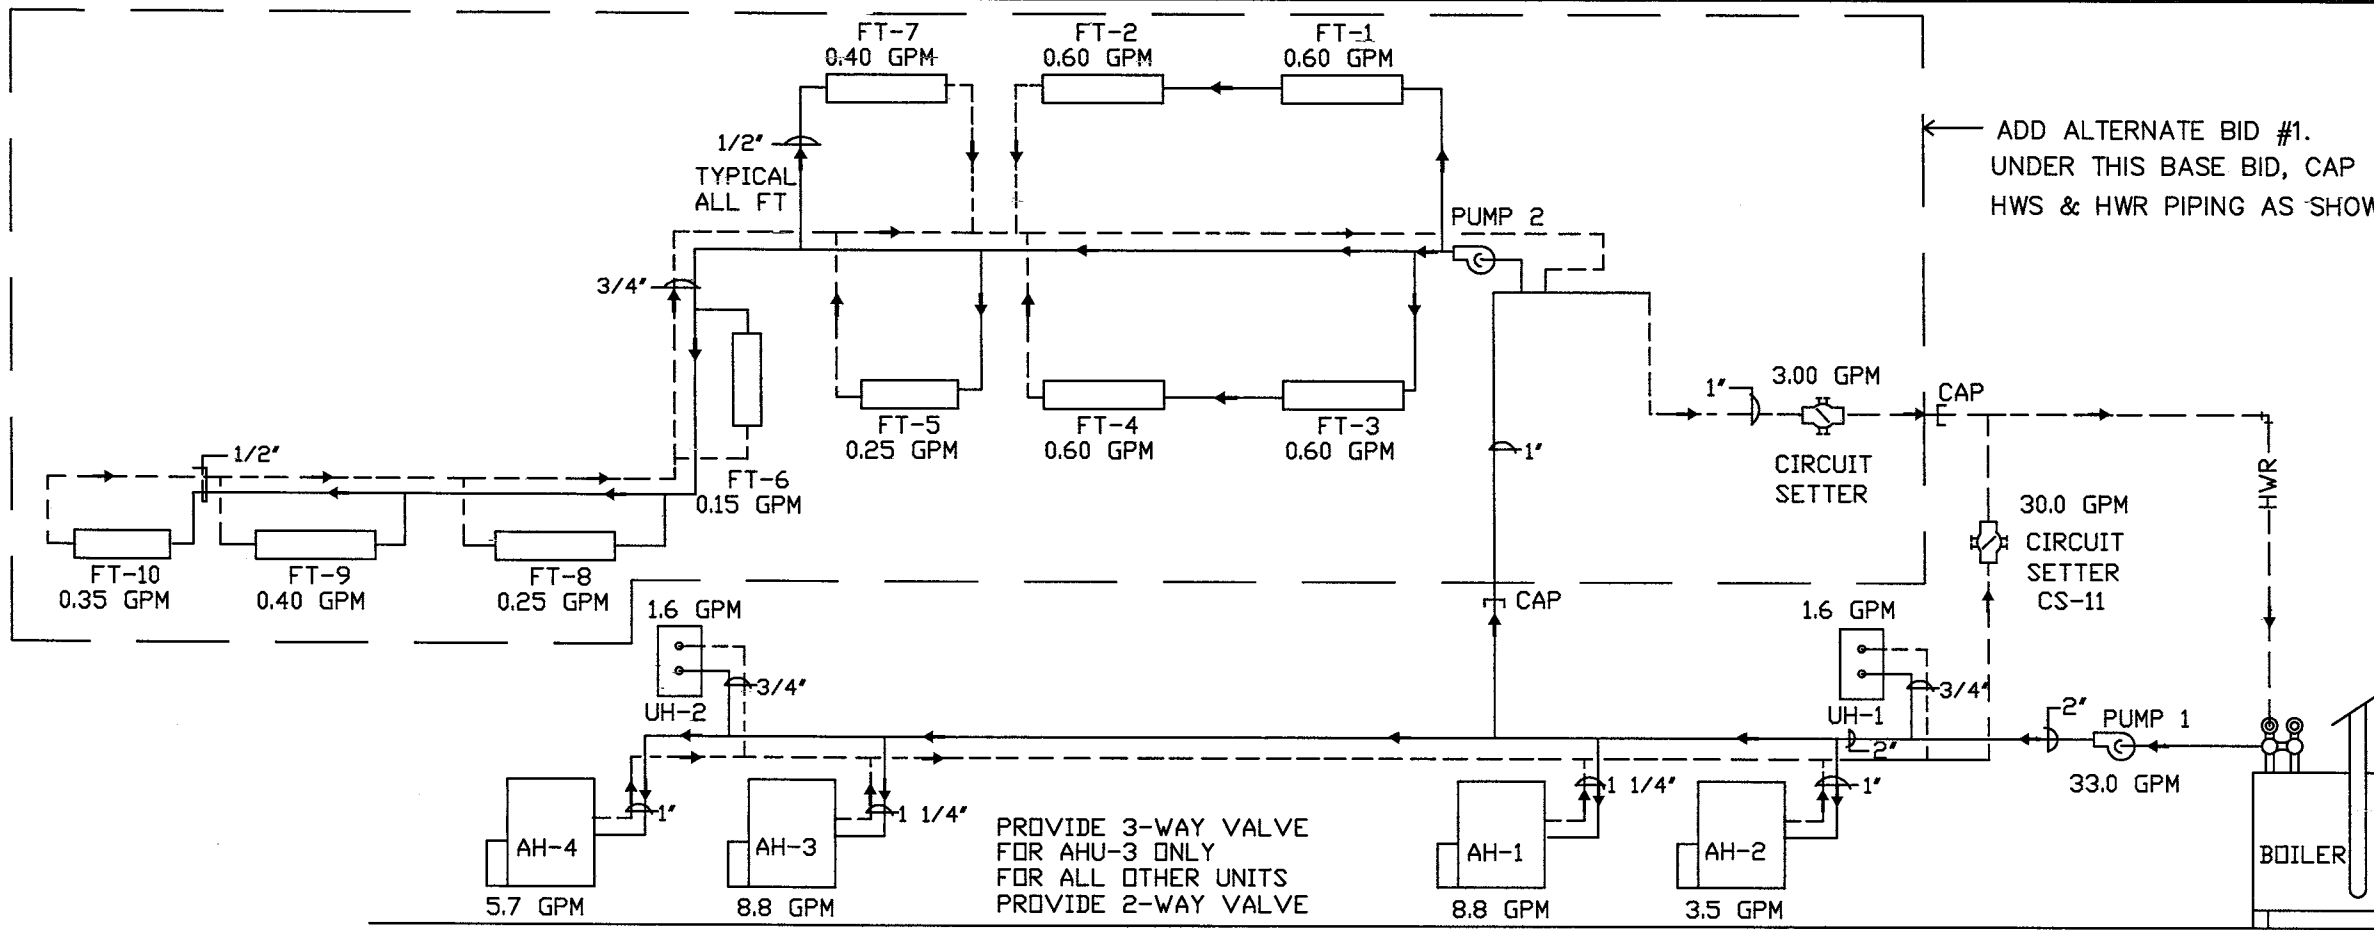 FT-7
0.40 GPM
FT-2
0.60 GPM
FT-1
0.60 GPM
ADD ALTERNATE BID #1.
UNDER THIS BASE BID, CAP
HWS & HWR PIPING AS SHOW
1/2"
TYPICAL
ALL FT
PUMP 2
3/4"
FT-5
0.25 GPM
FT-4
0.60 GPM
FT-3
0.60 GPM
1"
3.00 GPM
CAP
CIRCUIT
SETTER
1"
HWR
1/2"
FT-6
0.15 GPM
30.0 GPM
CIRCUIT
SETTER
CS-11
FT-10
0.35 GPM
FT-9
0.40 GPM
FT-8
0.25 GPM
1.6 GPM
CAP
1.6 GPM
3/4"
UH-2
3/4"
UH-1
2"
2"
PUMP 1
33.0 GPM
1"
1 1/4"
1 1/4"
1"
AH-4
5.7 GPM
AH-3
8.8 GPM
PROVIDE 3-WAY VALVE
FOR AHU-3 ONLY
FOR ALL OTHER UNITS
PROVIDE 2-WAY VALVE
AH-1
8.8 GPM
AH-2
3.5 GPM
BOILER